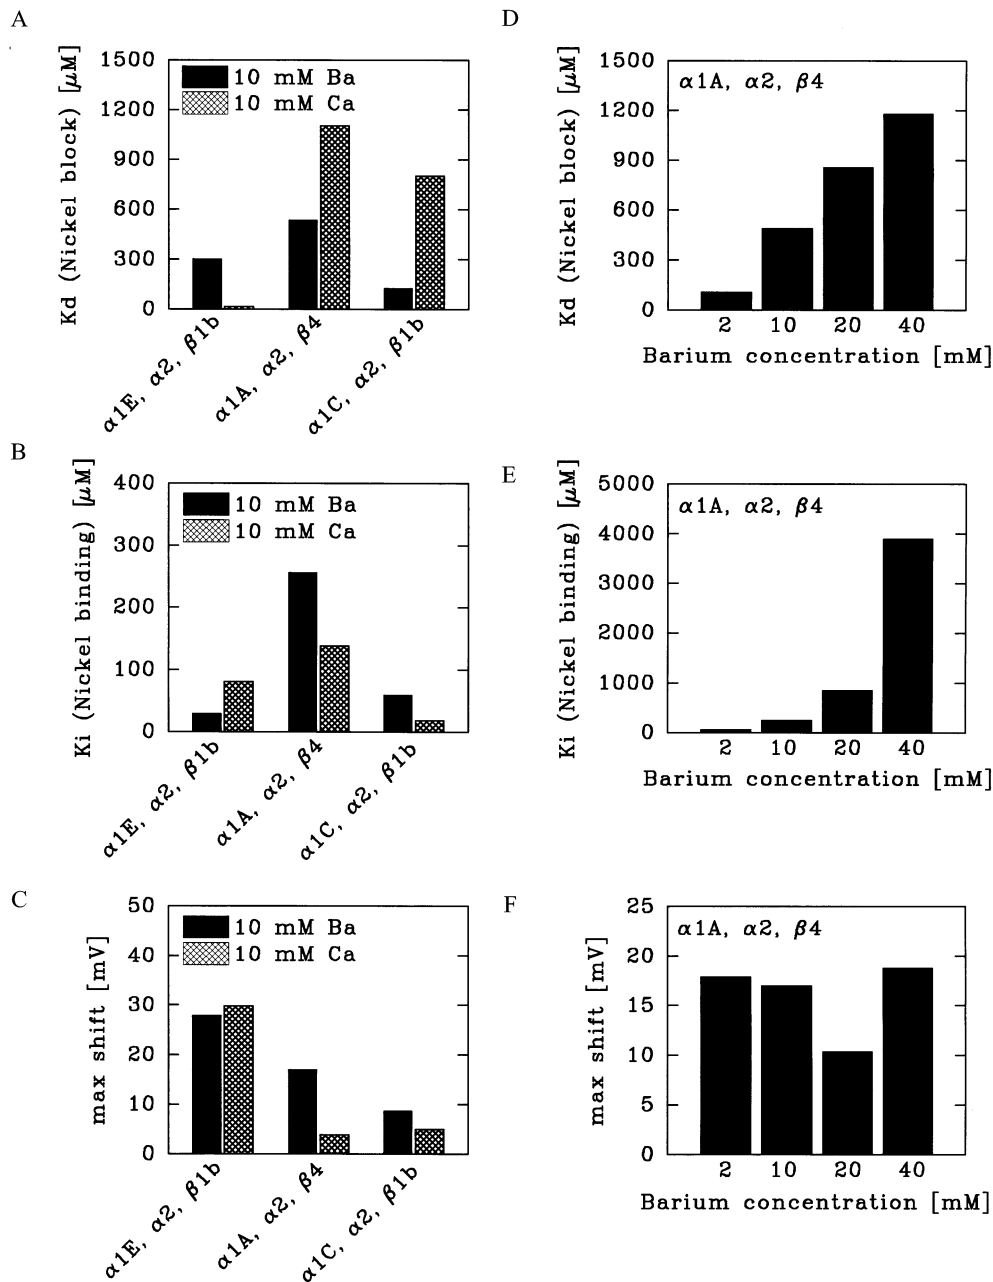 A
Kd (Nickel block) [μM]
1500
1200
900
600
300
0
10 mM Ba
10 mM Ca
α1E, α2, β1b
α1A, α2, β4
α1C, α2, β1b
D
Kd (Nickel block) [μM]
1500
1200
900
600
300
0
α1A, α2, β4
2 10 20 40
Barium concentration [mM]
B
Ki (Nickel binding) [μM]
400
300
200
100
0
10 mM Ba
10 mM Ca
α1E, α2, β1b
α1A, α2, β4
α1C, α2, β1b
E
Ki (Nickel binding) [μM]
5000
4000
3000
2000
1000
0
α1A, α2, β4
2 10 20 40
Barium concentration [mM]
C
max shift [mV]
50
40
30
20
10
0
10 mM Ba
10 mM Ca
α1E, α2, β1b
α1A, α2, β4
α1C, α2, β1b
F
max shift [mV]
25
20
15
10
5
0
α1A, α2, β4
2 10 20 40
Barium concentration [mM]